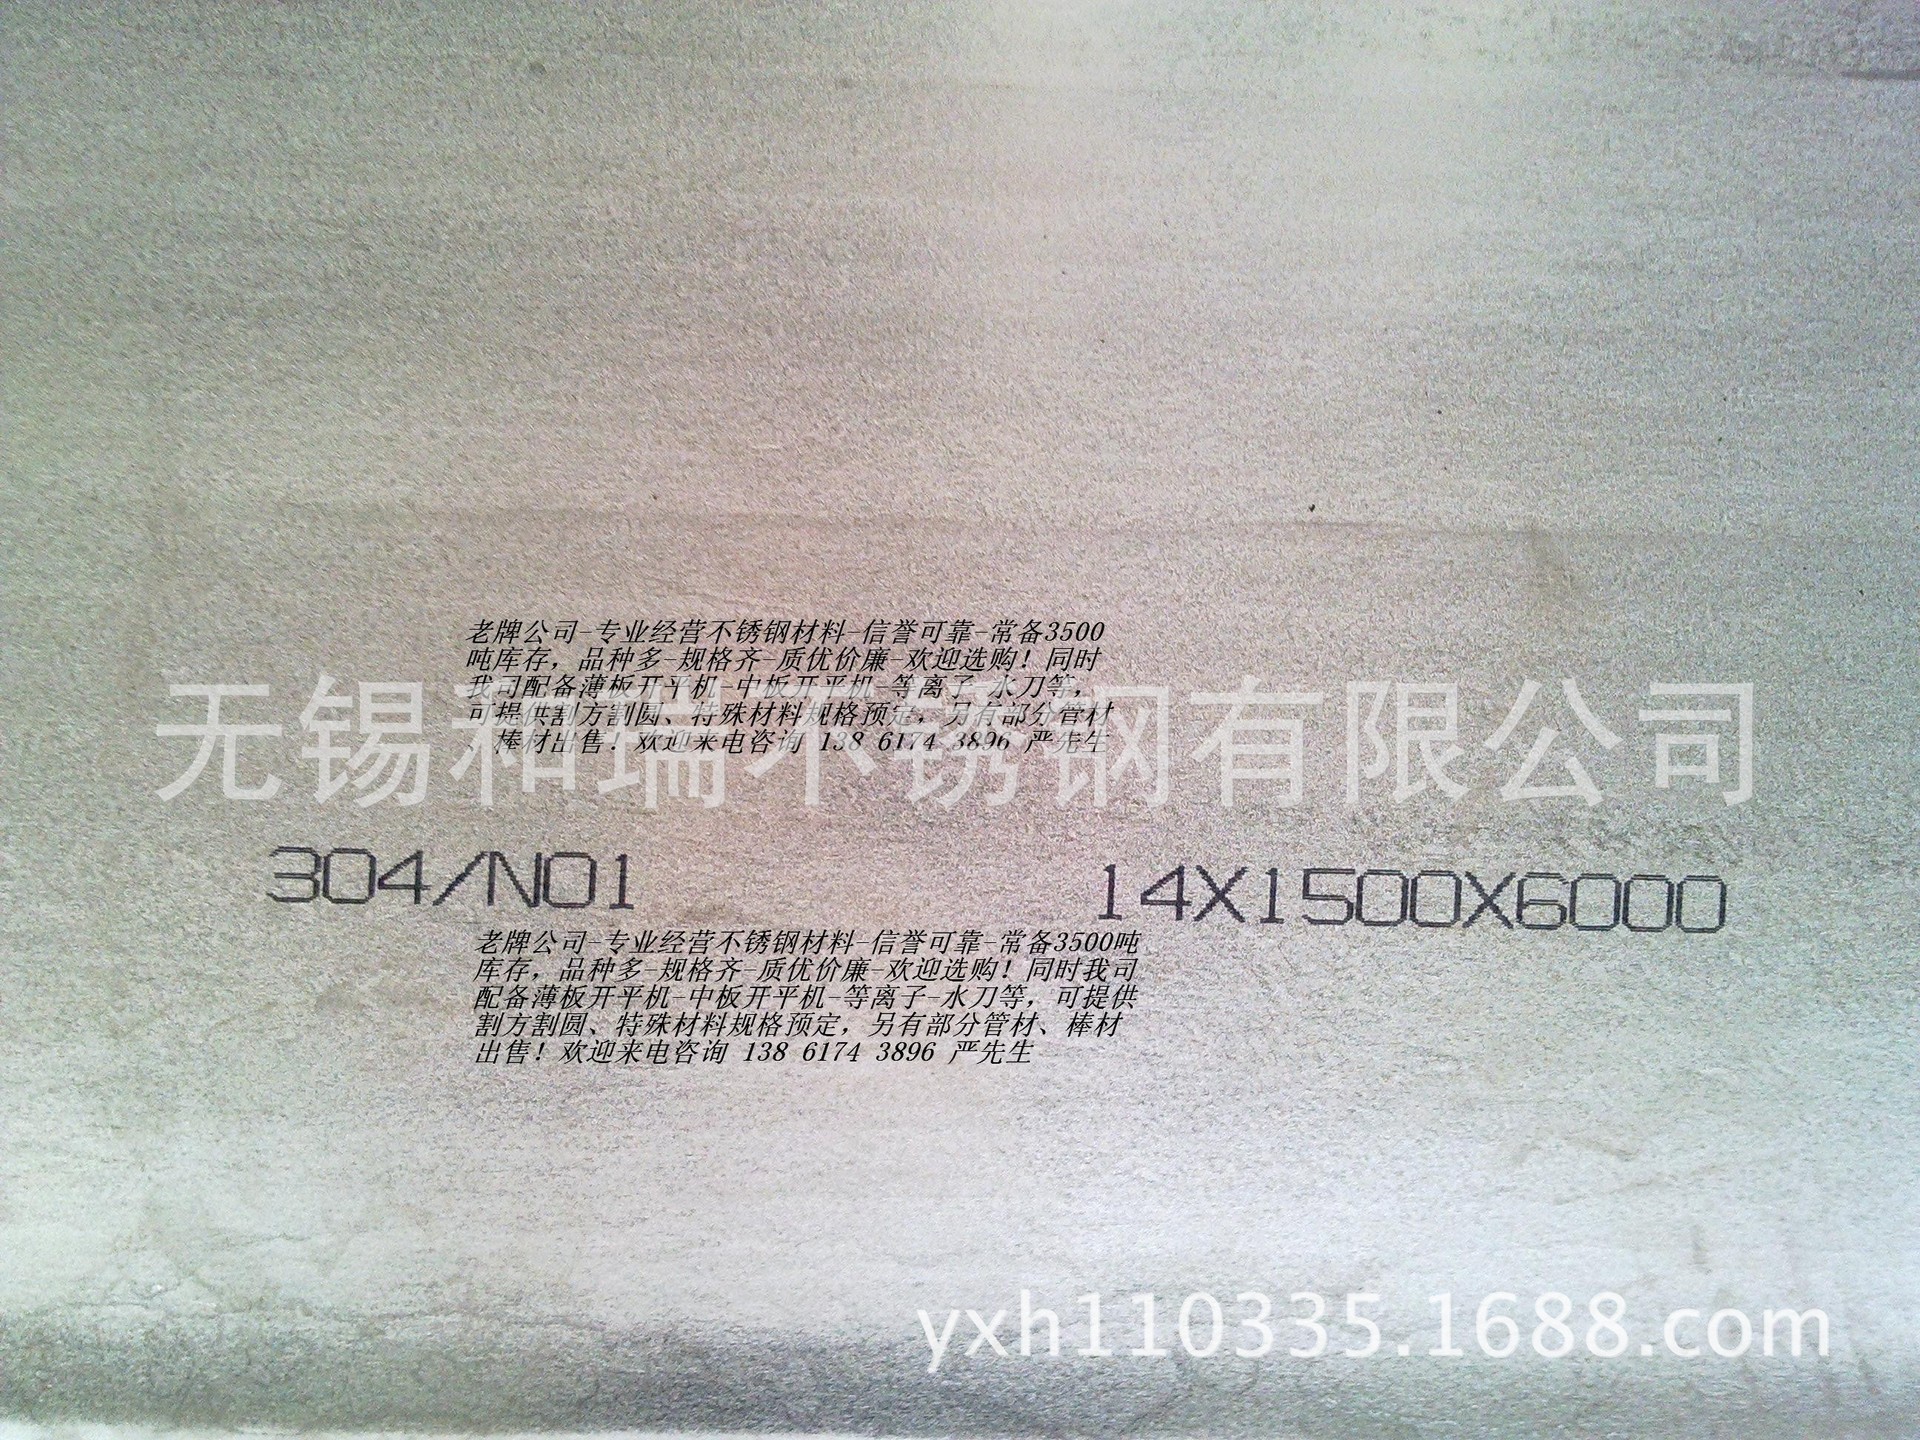 老牌公司-专业经营不锈钢材料-信誉可靠-常备3500
吨库存，品种多-规格齐-质优价廉-欢迎选购！同时
我司配备薄板开平机-中板开平机-等离子-水刀等，
可提供割方割圆、特殊材料规格预定，另有部分管材
、棒材出售！欢迎来电咨询 138 6174 3896 严先生
无锡和瑞不锈钢有限公司
304/NO1 14X1500X6000
老牌公司-专业经营不锈钢材料-信誉可靠-常备3500吨
库存，品种多-规格齐-质优价廉-欢迎选购！同时我司
配备薄板开平机-中板开平机-等离子-水刀等，可提供
割方割圆、特殊材料规格预定，另有部分管材、棒材
出售！欢迎来电咨询 138 6174 3896 严先生
yxh110335.1688.com